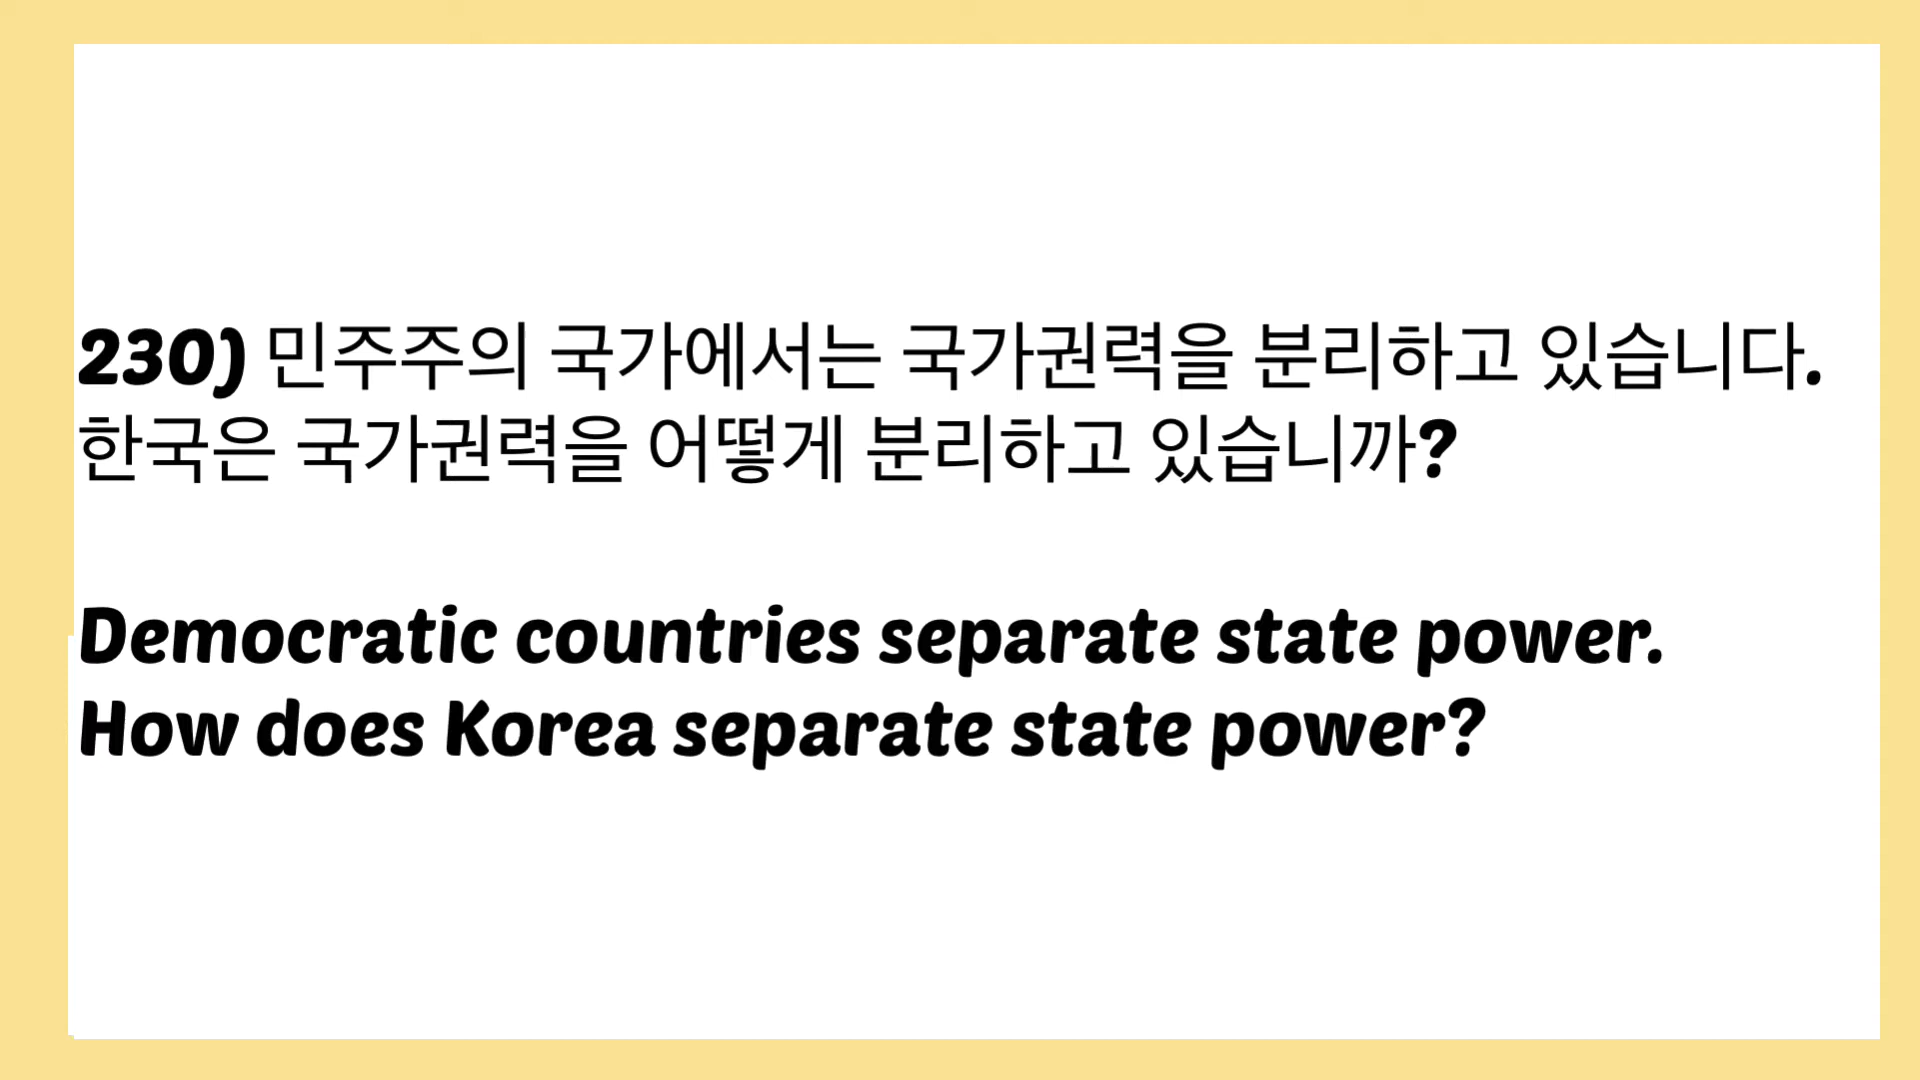 230) 민주주의 국가에서는 국가권력을 분리하고 있습니다.
한국은 국가권력을 어떻게 분리하고 있습니까?
Democratic countries separate state power.
How does Korea separate state power?